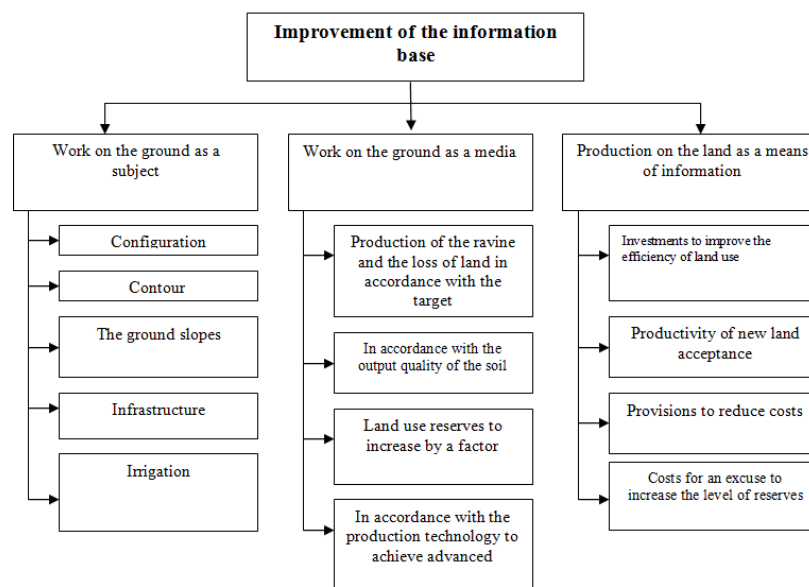 Improvement of the information
base
Work on the ground as a
subject
Configuration
Contour
The ground slopes
Infrastructure
Irrigation
Work on the ground as a media
Production of the ravine
and the loss of land in
accordance with the
target
In accordance with the
output quality of the soil
Land use reserves to
increase by a factor
In accordance with the
production technology to
achieve advanced
Production on the land as a means
of information
Investments to improve the
efficiency of land use
Productivity of new land
acceptance
Provisions to reduce costs
Costs for an excuse to
increase the level of reserves